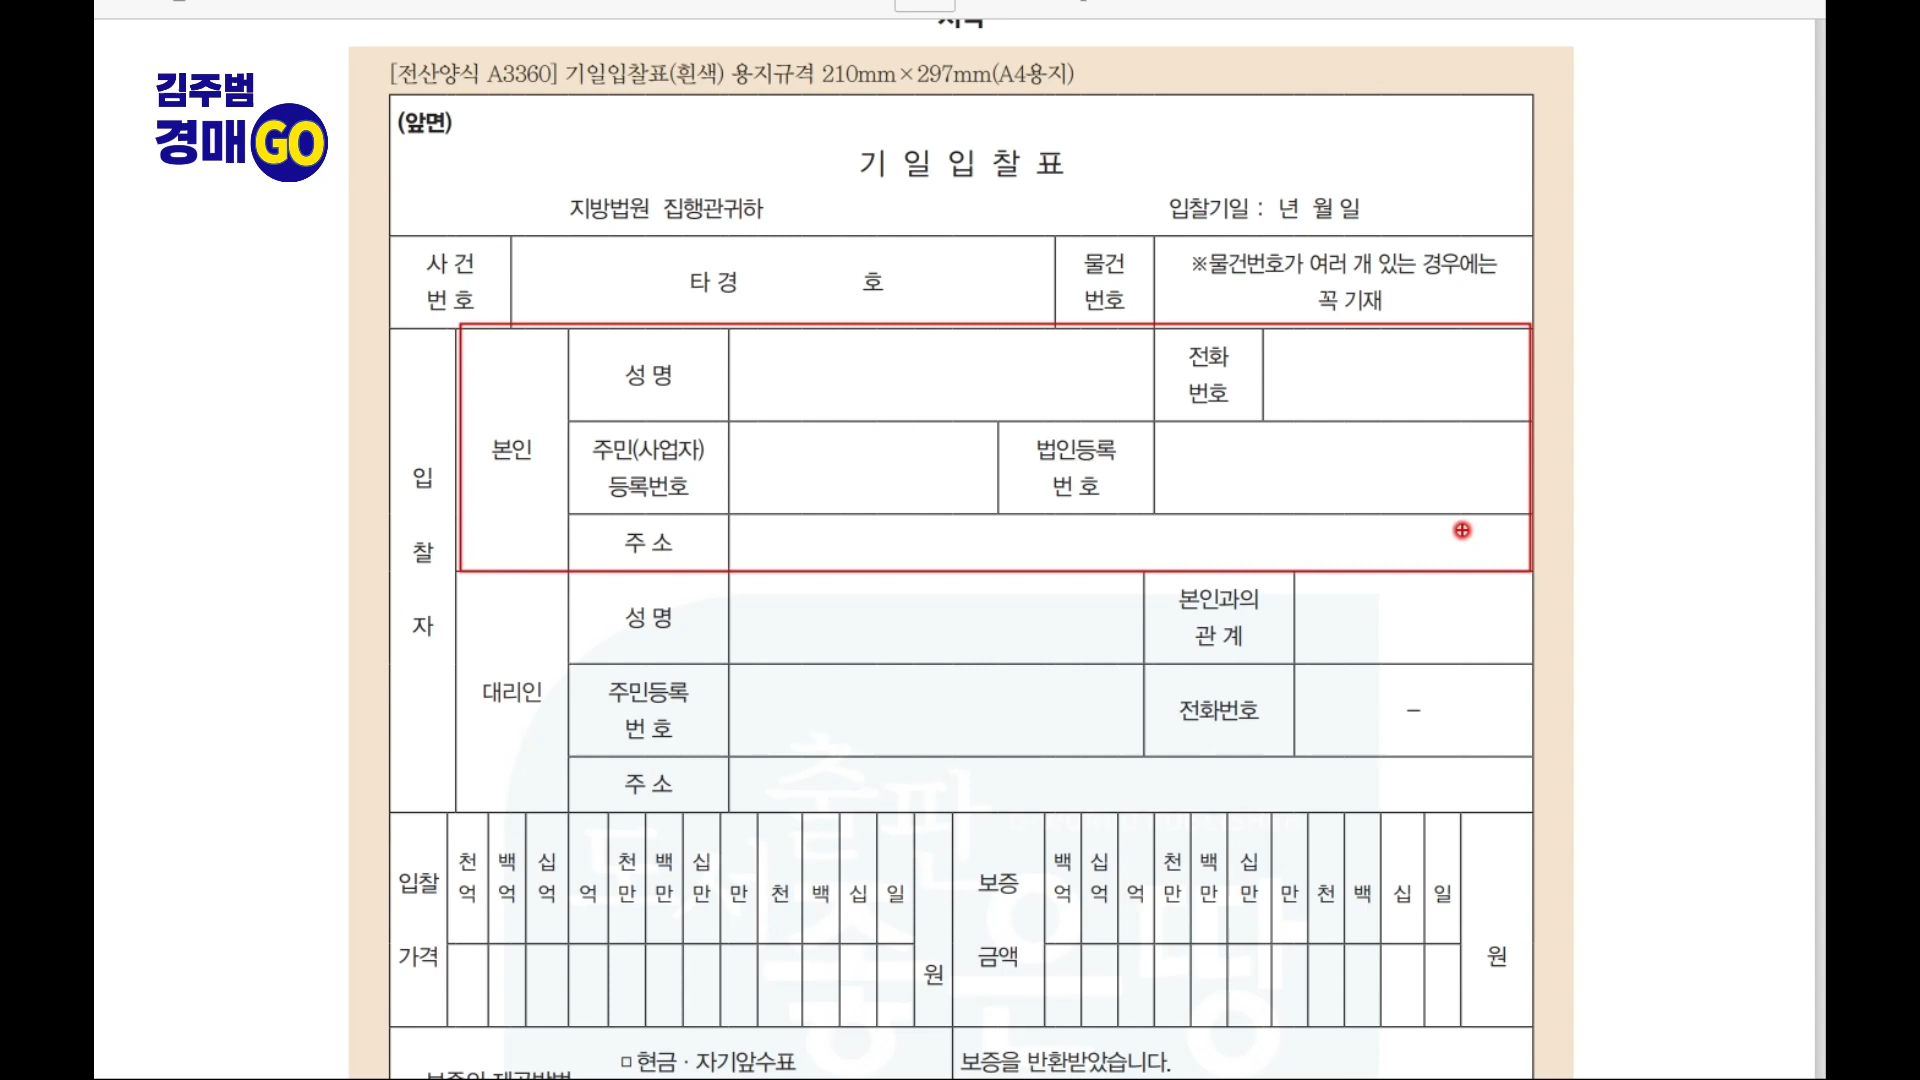 김주범
경매GO
[전산양식 A3360] 기일입찰표(흰색) 용지규격 210mm×297mm(A4용지)
(앞면)
기 일 입 찰 표
지방법원 집행관귀하
입찰기일 : 년 월 일
사 건
번 호
타 경 호
물건
번호
※물건번호가 여러 개 있는 경우에는
꼭 기재
입
찰
자
본인
성 명
전화
번호
주민(사업자)
등록번호
법인등록
번 호
주 소
대리인
성 명
본인과의
관 계
주민등록
번 호
전화번호
–
주 소
입찰
가격
천억 백억 십억 억 천만 백만 십만 만 천 백 십 일
원
보증
금액
백억 십억 억 천만 백만 십만 만 천 백 십 일
원
□ 현금 · 자기앞수표
보증을 반환받았습니다.
출판
좋은땅